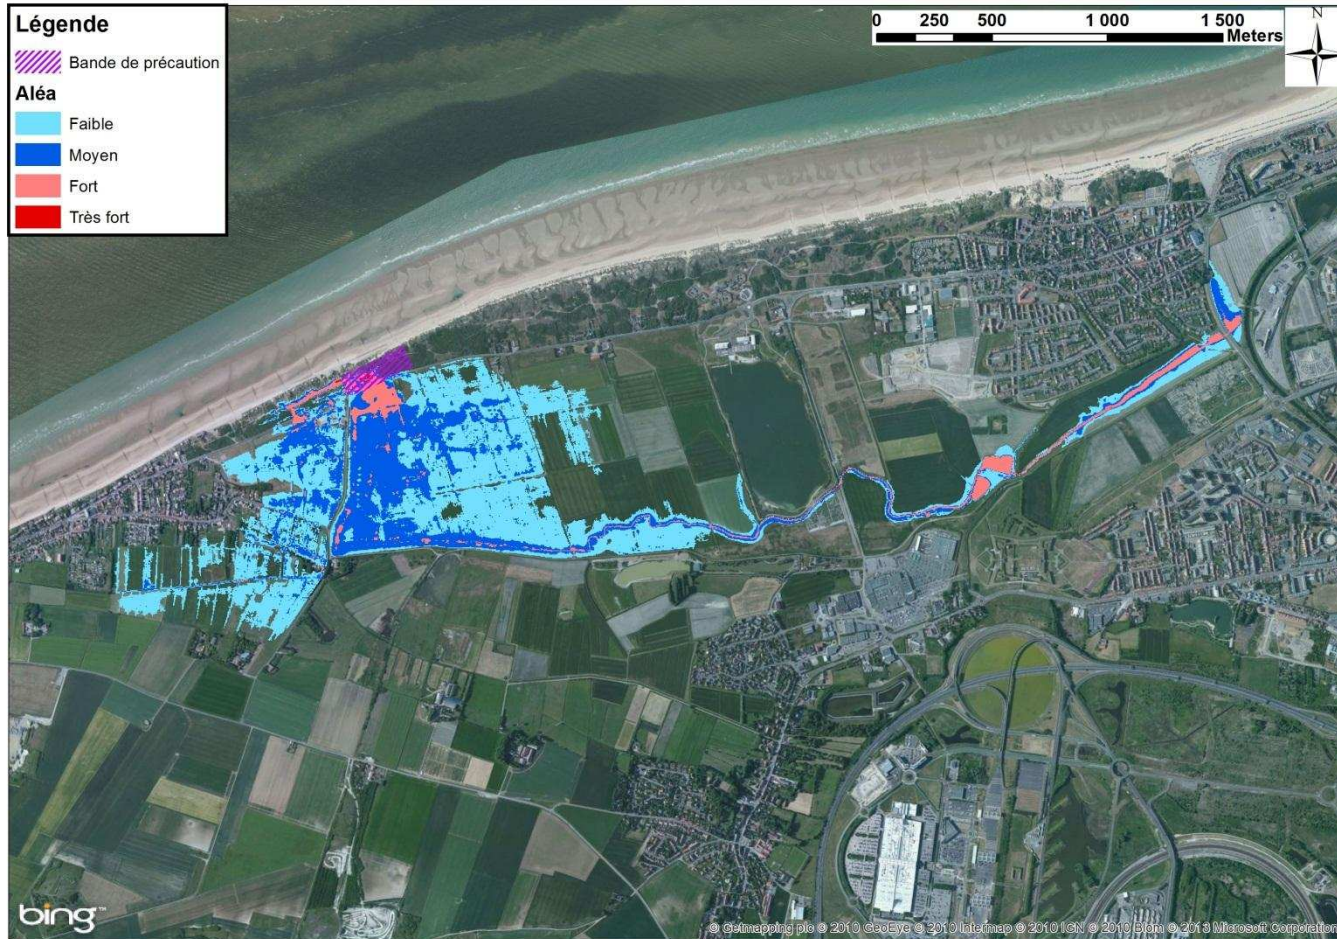 Légende
Bande de précaution
Aléa
Faible
Moyen
Fort
Très fort
0 250 500 1 000 1 500
Meters
N
bing™
© Getmapping plc © 2010 GeoEye © 2010 Intermap © 2010 IGN © 2010 Blom © 2013 Microsoft Corporation